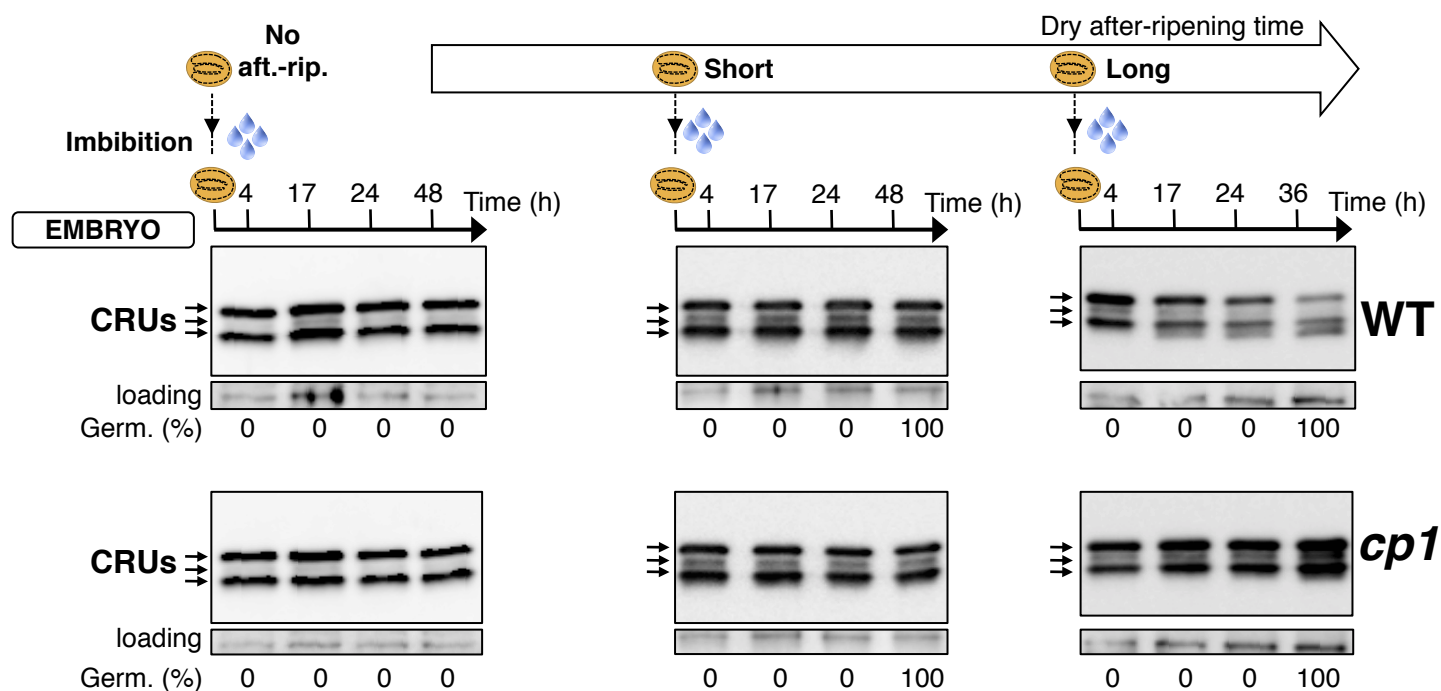 Dry after-ripening time
No
aft.-rip.
Short
Long
Imbibition
4 17 24 48 Time (h)
4 17 24 48 Time (h)
4 17 24 36 Time (h)
EMBRYO
CRUs
WT
loading
Germ. (%) 0 0 0 0
0 0 0 100
0 0 0 100
CRUs
cp1
loading
Germ. (%) 0 0 0 0
0 0 0 100
0 0 0 100